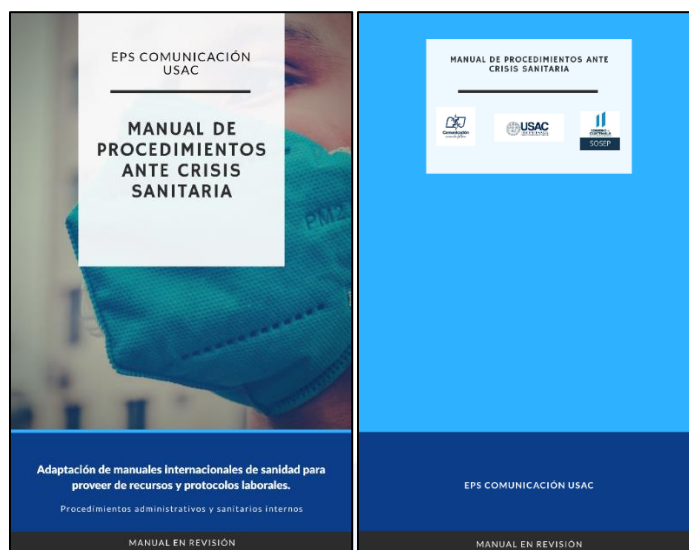 EPS COMUNICACIÓN
USAC
MANUAL DE
PROCEDIMIENTOS
ANTE CRISIS
SANITARIA
PM2
Adaptación de manuales internacionales de sanidad para
proveer de recursos y protocolos laborales.
Procedimientos administrativos y sanitarios internos
MANUAL EN REVISIÓN
MANUAL DE PROCEDIMIENTOS ANTE
CRISIS SANITARIA
Comunicación
USAC
GUATEMALA
SOSEP
EPS COMUNICACIÓN USAC
MANUAL EN REVISIÓN